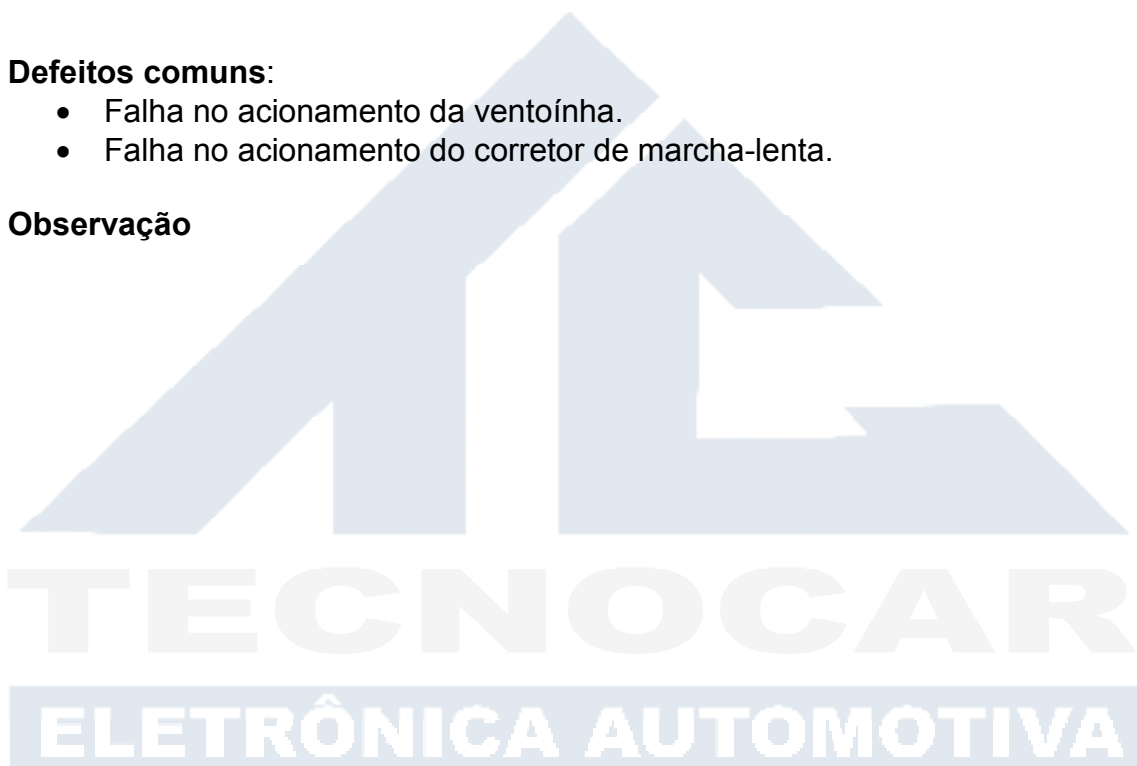 Defeitos comuns:
• Falha no acionamento da ventoínha.
• Falha no acionamento do corretor de marcha-lenta.
Observação
TECNOCAR
ELETRÔNICA AUTOMOTIVA